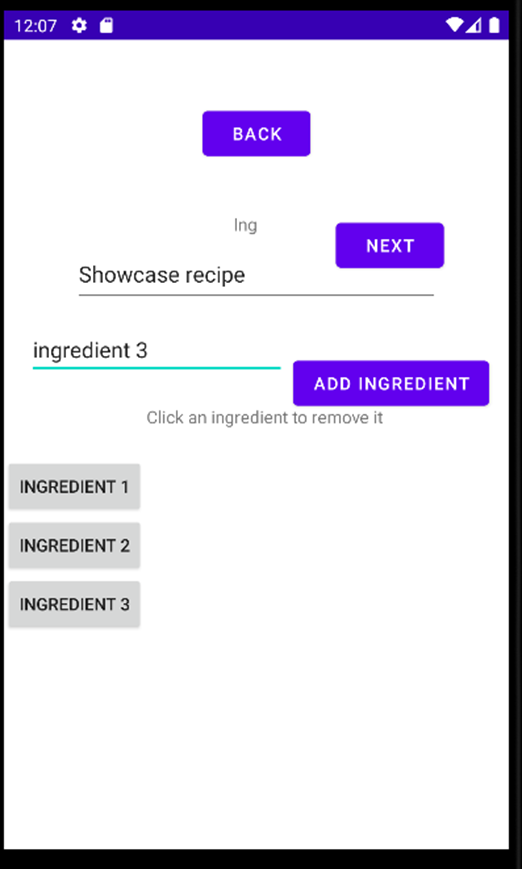 12:07
BACK
Ing
NEXT
Showcase recipe
ingredient 3
ADD INGREDIENT
Click an ingredient to remove it
INGREDIENT 1
INGREDIENT 2
INGREDIENT 3